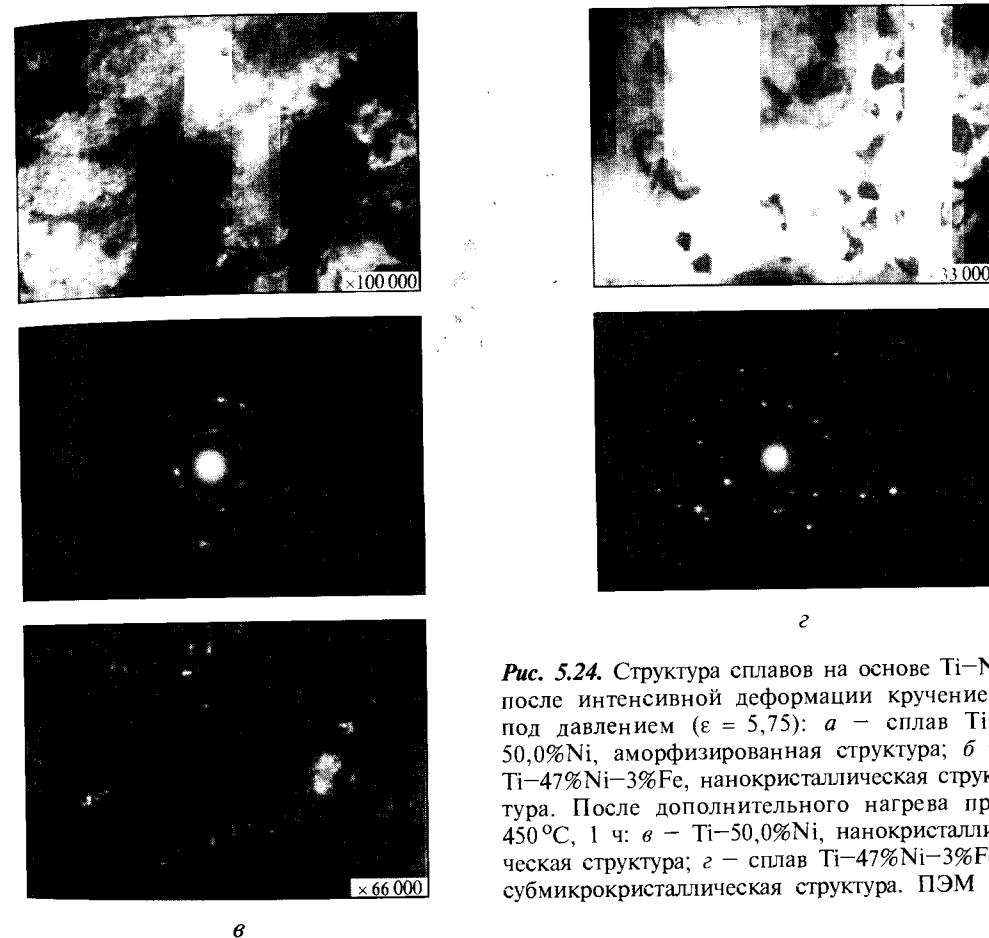 ×100 000
33 000
×66 000
в
г
Рис. 5.24. Структура сплавов на основе Ti–N
после интенсивной деформации кручение
под давлением (ε = 5,75): а – сплав Ti
50,0%Ni, аморфизированная структура; б
Ti–47%Ni–3%Fe, нанокристаллическая струк
тура. После дополнительного нагрева пр
450 °С, 1 ч: в – Ti–50,0%Ni, нанокристалли
ческая структура; г – сплав Ti–47%Ni–3%F
субмикрокристаллическая структура. ПЭМ